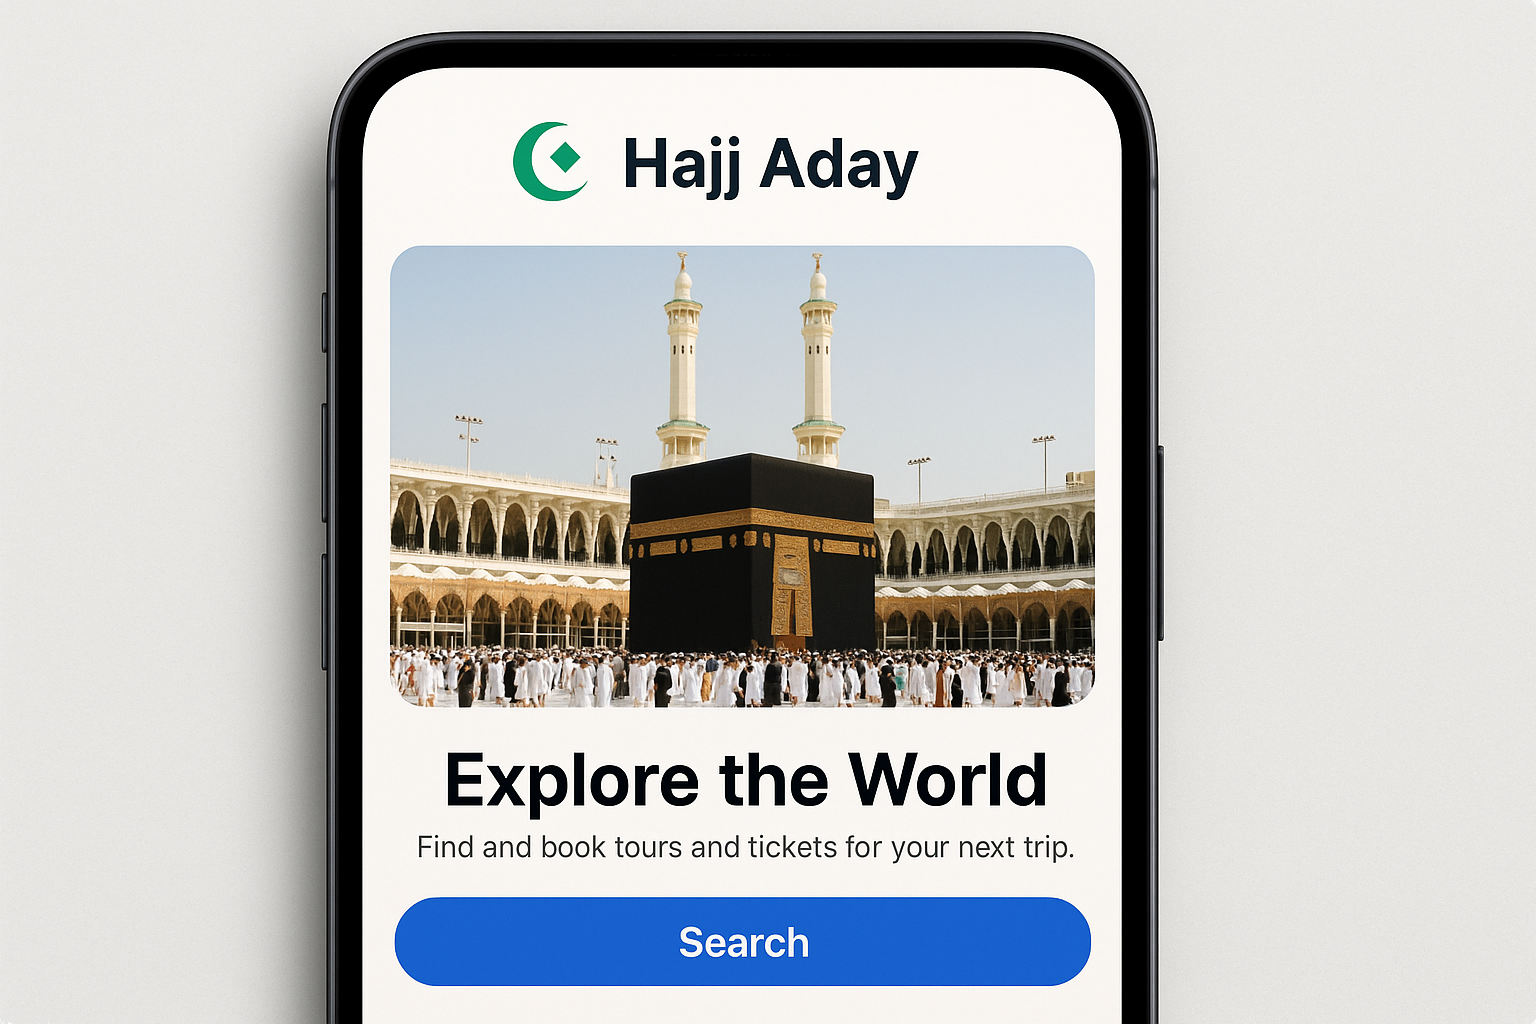 Hajj Aday
Explore the World
Find and book tours and tickets for your next trip.
Search